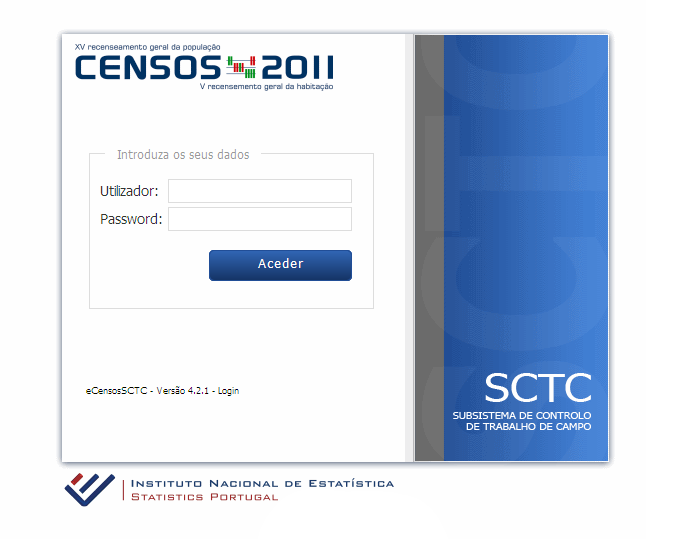 XV recenseamento geral da população
CENSOS 2011
V recensemento geral da habitação
Introduza os seus dados
Utilizador:
Password:
Aceder
eCensosSCTC - Versão 4.2.1 - Login
SCTC
SUBSISTEMA DE CONTROLO
DE TRABALHO DE CAMPO
INSTITUTO NACIONAL DE ESTATÍSTICA
STATISTICS PORTUGAL